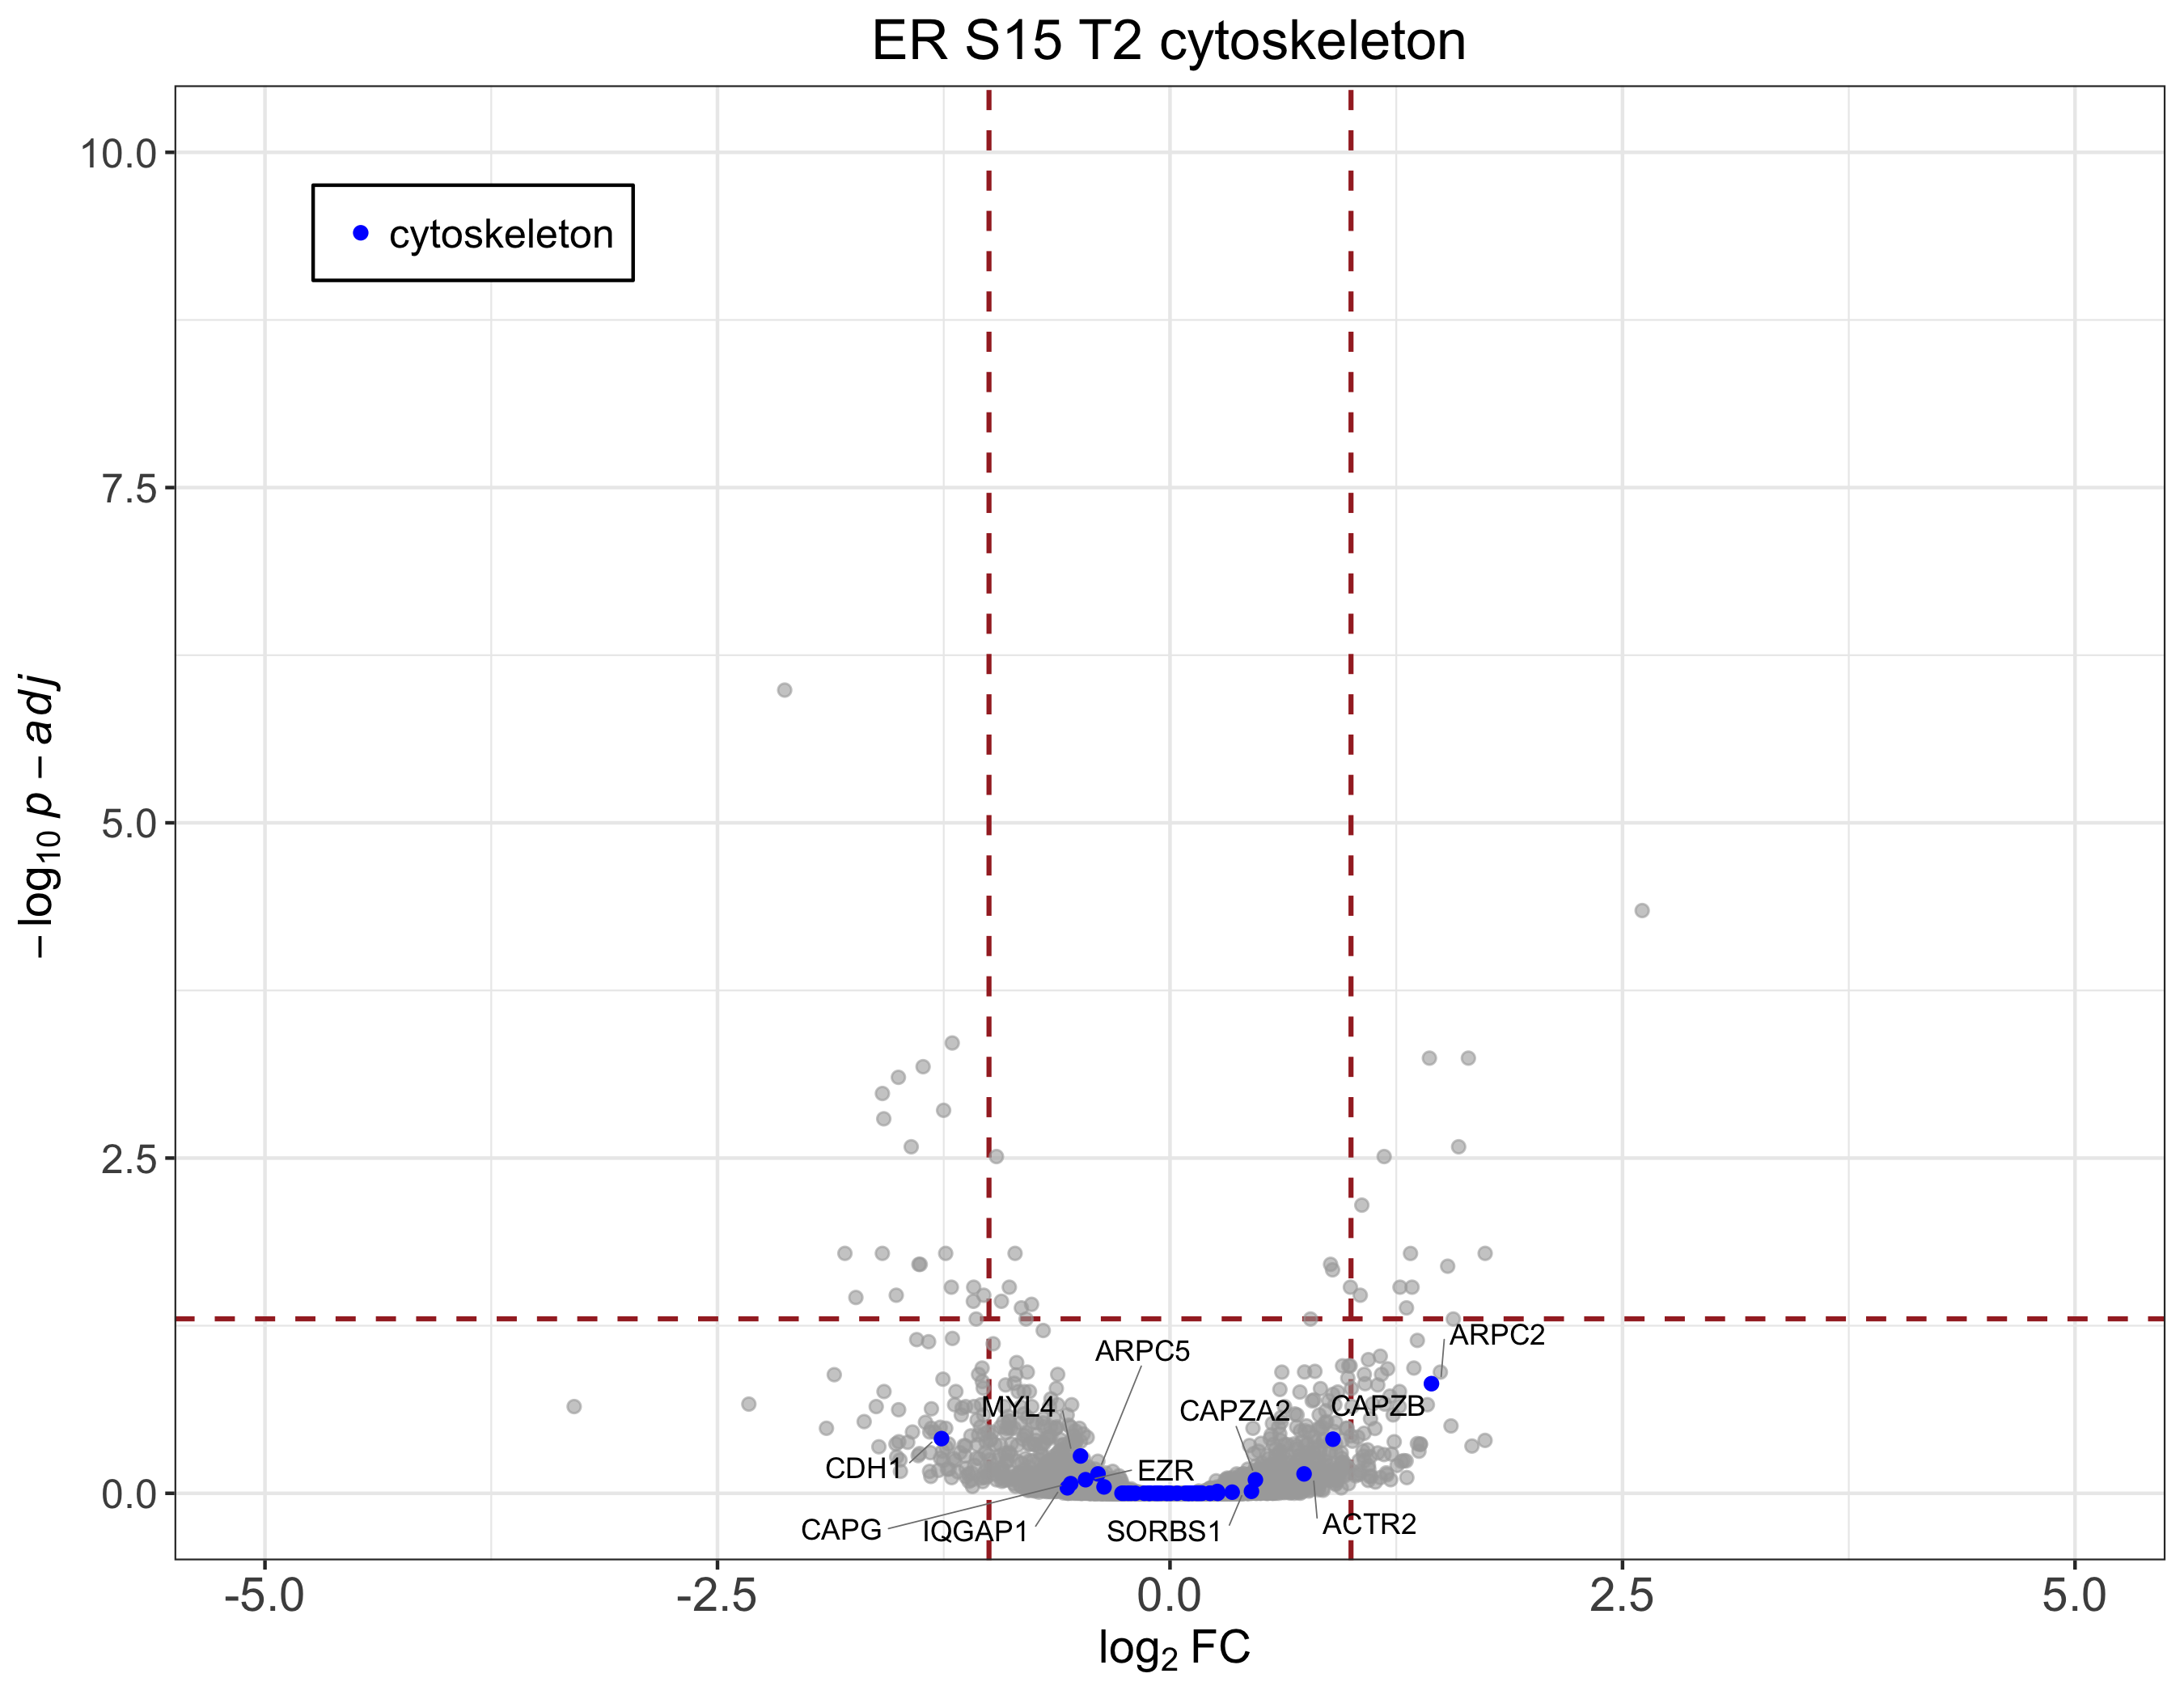 ER S15 T2 cytoskeleton
10.0
cytoskeleton
7.5
− log10 p − adj
5.0
2.5
ARPC2
ARPC5
MYL4
CAPZA2
CAPZB
CDH1
EZR
0.0
CAPG
IQGAP1
SORBS1
ACTR2
-5.0
-2.5
0.0
2.5
5.0
log2 FC